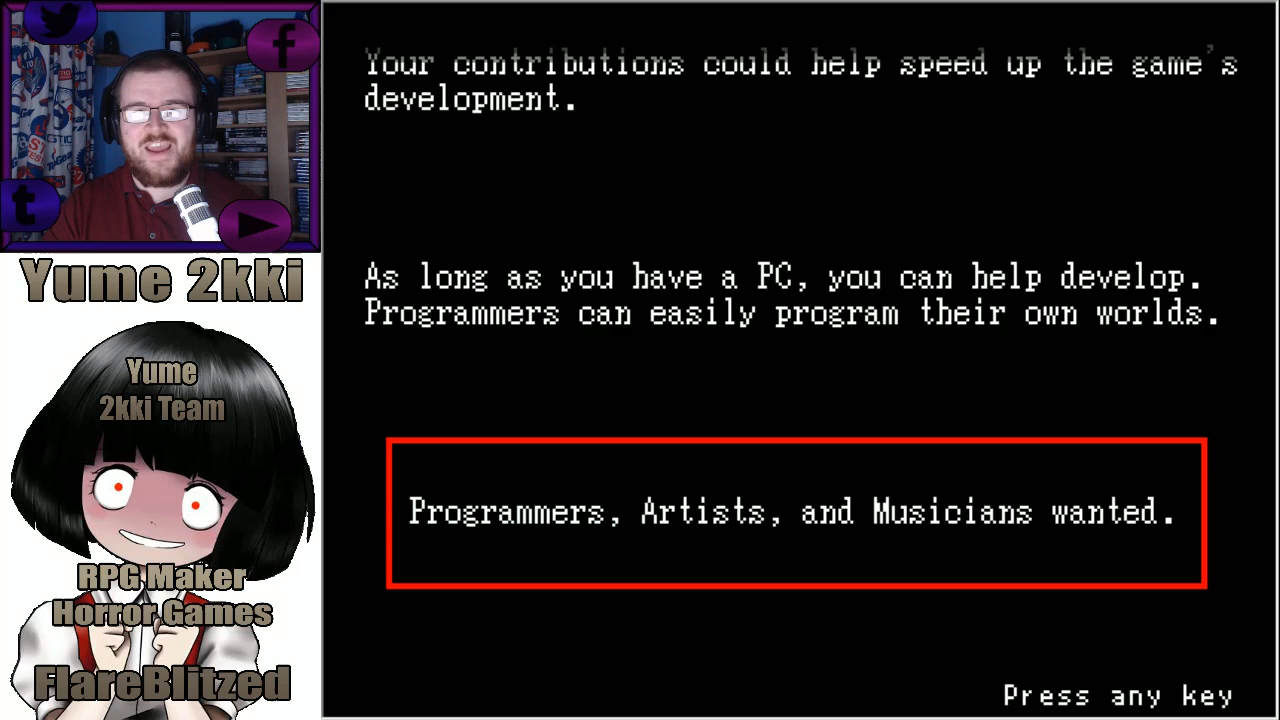 Yume 2kki
Yume
2kki Team
RPG Maker
Horror Games
FlareBlitzed
Your contributions could help speed up the game's
development.
As long as you have a PC, you can help develop.
Programmers can easily program their own worlds.
Programmers, Artists, and Musicians wanted.
Press any key